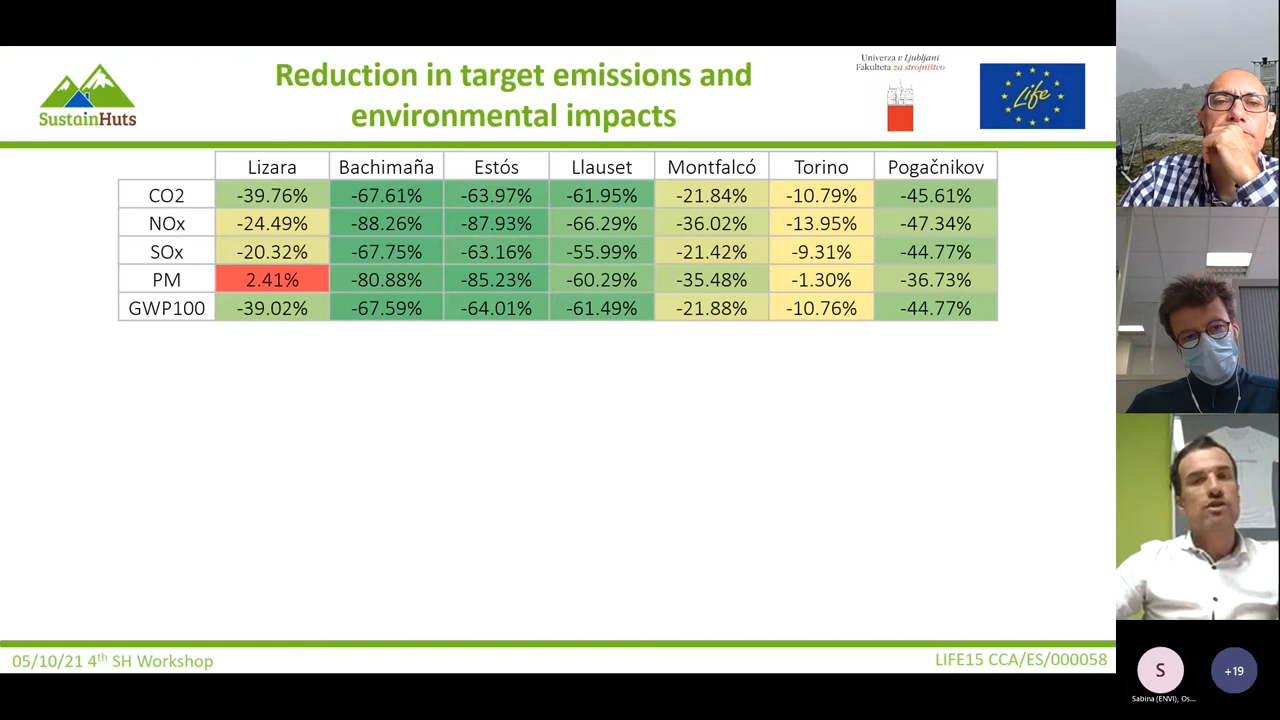 Reduction in target emissions and
environmental impacts
SustainHuts
Univerza v Ljubljani
Fakulteta za strojništvo
Life
Lizara Bachimaña Estós Llauset Montfalcó Torino Pogačnikov
CO2 -39.76% -67.61% -63.97% -61.95% -21.84% -10.79% -45.61%
NOx -24.49% -88.26% -87.93% -66.29% -36.02% -13.95% -47.34%
SOx -20.32% -67.75% -63.16% -55.99% -21.42% -9.31% -44.77%
PM 2.41% -80.88% -85.23% -60.29% -35.48% -1.30% -36.73%
GWP100 -39.02% -67.59% -64.01% -61.49% -21.88% -10.76% -44.77%
05/10/21 4th SH Workshop
LIFE15 CCA/ES/000058
S
+19
Sabina (ENVI), Os...